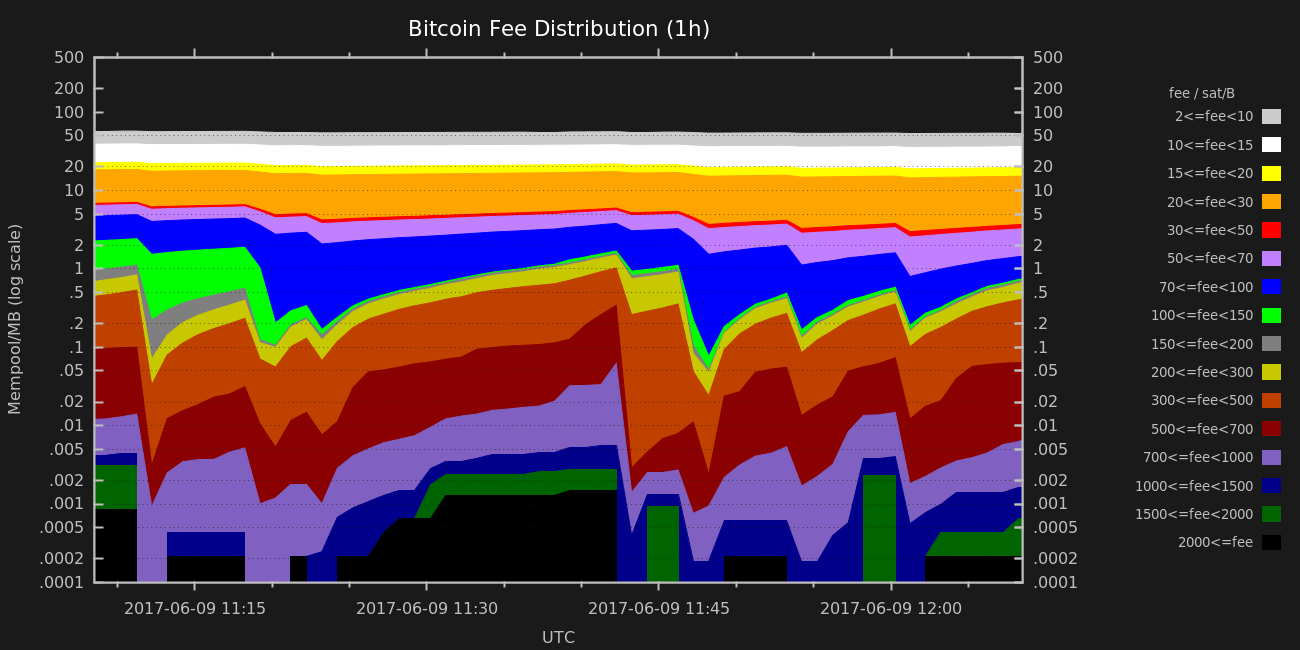 Bitcoin Fee Distribution (1h)
500 500
200 200
100 100
50 50
20 20
10 10
5 5
2 2
1 1
.5 .5
.2 .2
.1 .1
.05 .05
.02 .02
.01 .01
.005 .005
.002 .002
.001 .001
.0005 .0005
.0002 .0002
.0001 .0001
Mempool/MB (log scale)
2017-06-09 11:15 2017-06-09 11:30 2017-06-09 11:45 2017-06-09 12:00
UTC
fee / sat/B
2<=fee<10
10<=fee<15
15<=fee<20
20<=fee<30
30<=fee<50
50<=fee<70
70<=fee<100
100<=fee<150
150<=fee<200
200<=fee<300
300<=fee<500
500<=fee<700
700<=fee<1000
1000<=fee<1500
1500<=fee<2000
2000<=fee